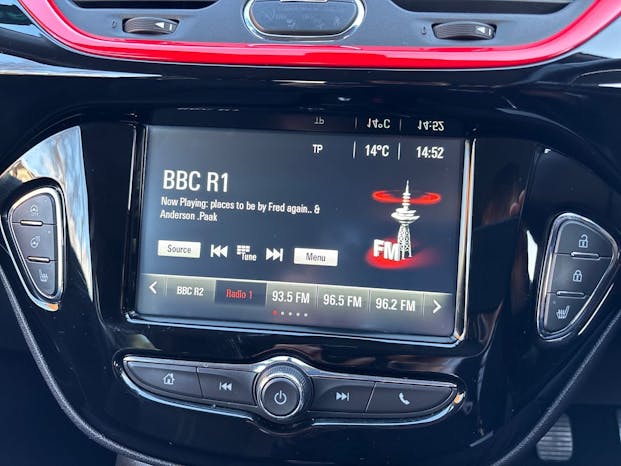 TP 14°C 14:52
BBC R1
Now Playing: places to be by Fred again.. &
Anderson .Paak
FM
Source Tune Menu
BBC R2 Radio 1 93.5 FM 96.5 FM 96.2 FM